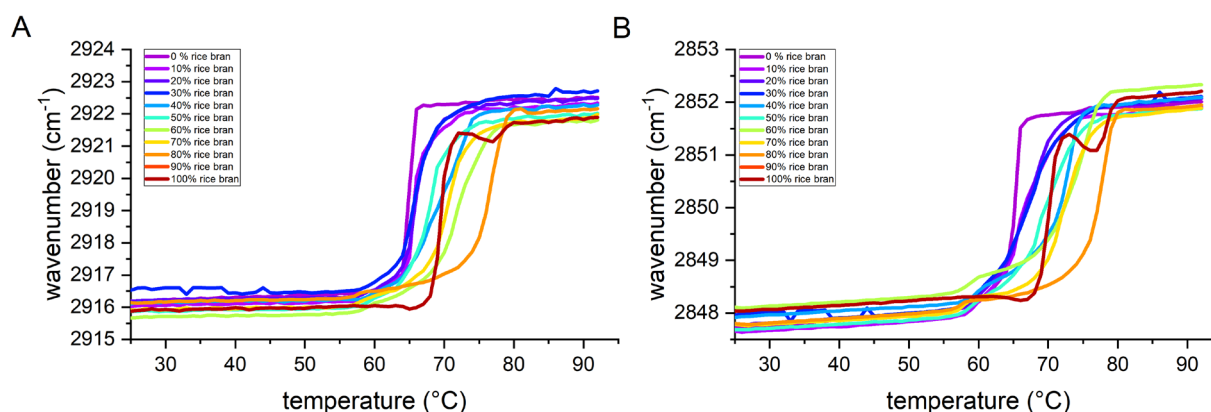 A
wavenumber (cm⁻¹)
2924
2923
2922
2921
2920
2919
2918
2917
2916
2915
0 % rice bran
10% rice bran
20% rice bran
30% rice bran
40% rice bran
50% rice bran
60% rice bran
70% rice bran
80% rice bran
90% rice bran
100% rice bran
30 40 50 60 70 80 90
temperature (°C)
B
wavenumber (cm⁻¹)
2853
2852
2851
2850
2849
2848
0 % rice bran
10% rice bran
20% rice bran
30% rice bran
40% rice bran
50% rice bran
60% rice bran
70% rice bran
80% rice bran
90% rice bran
100% rice bran
30 40 50 60 70 80 90
temperature (°C)